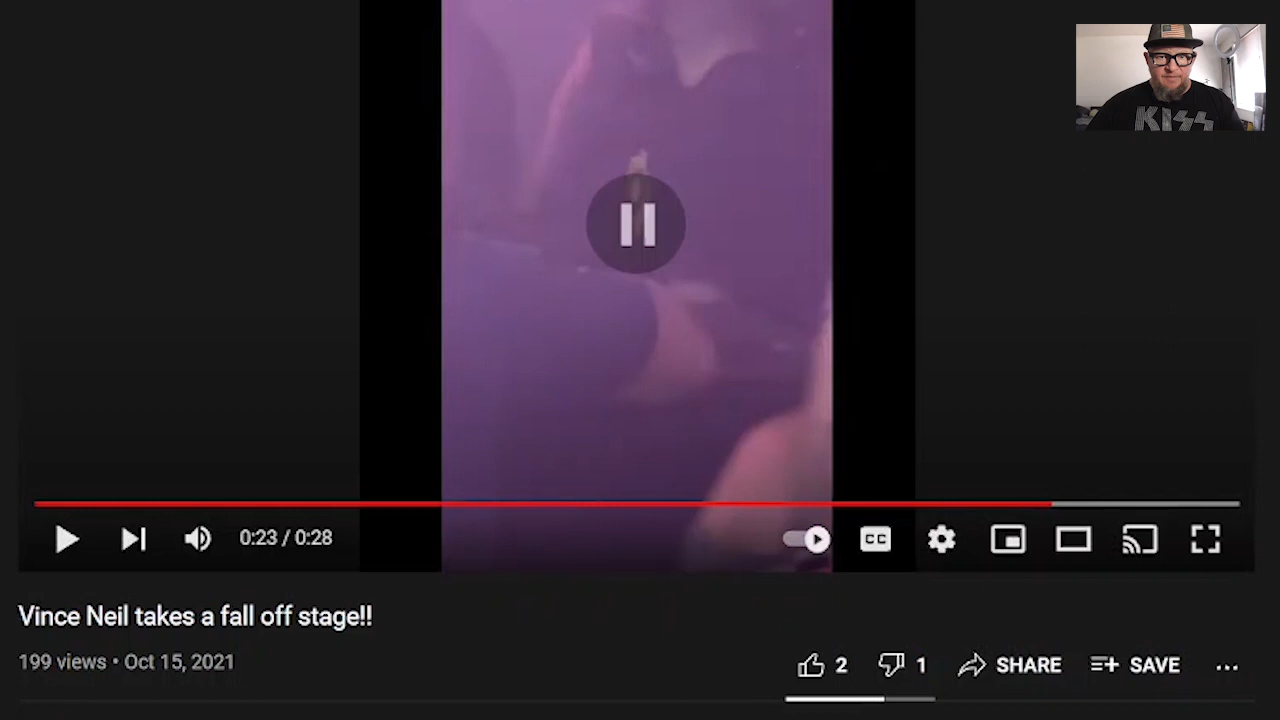 KISS
0:23 / 0:28
CC
Vince Neil takes a fall off stage!!
199 views • Oct 15, 2021
2 1 SHARE SAVE ...